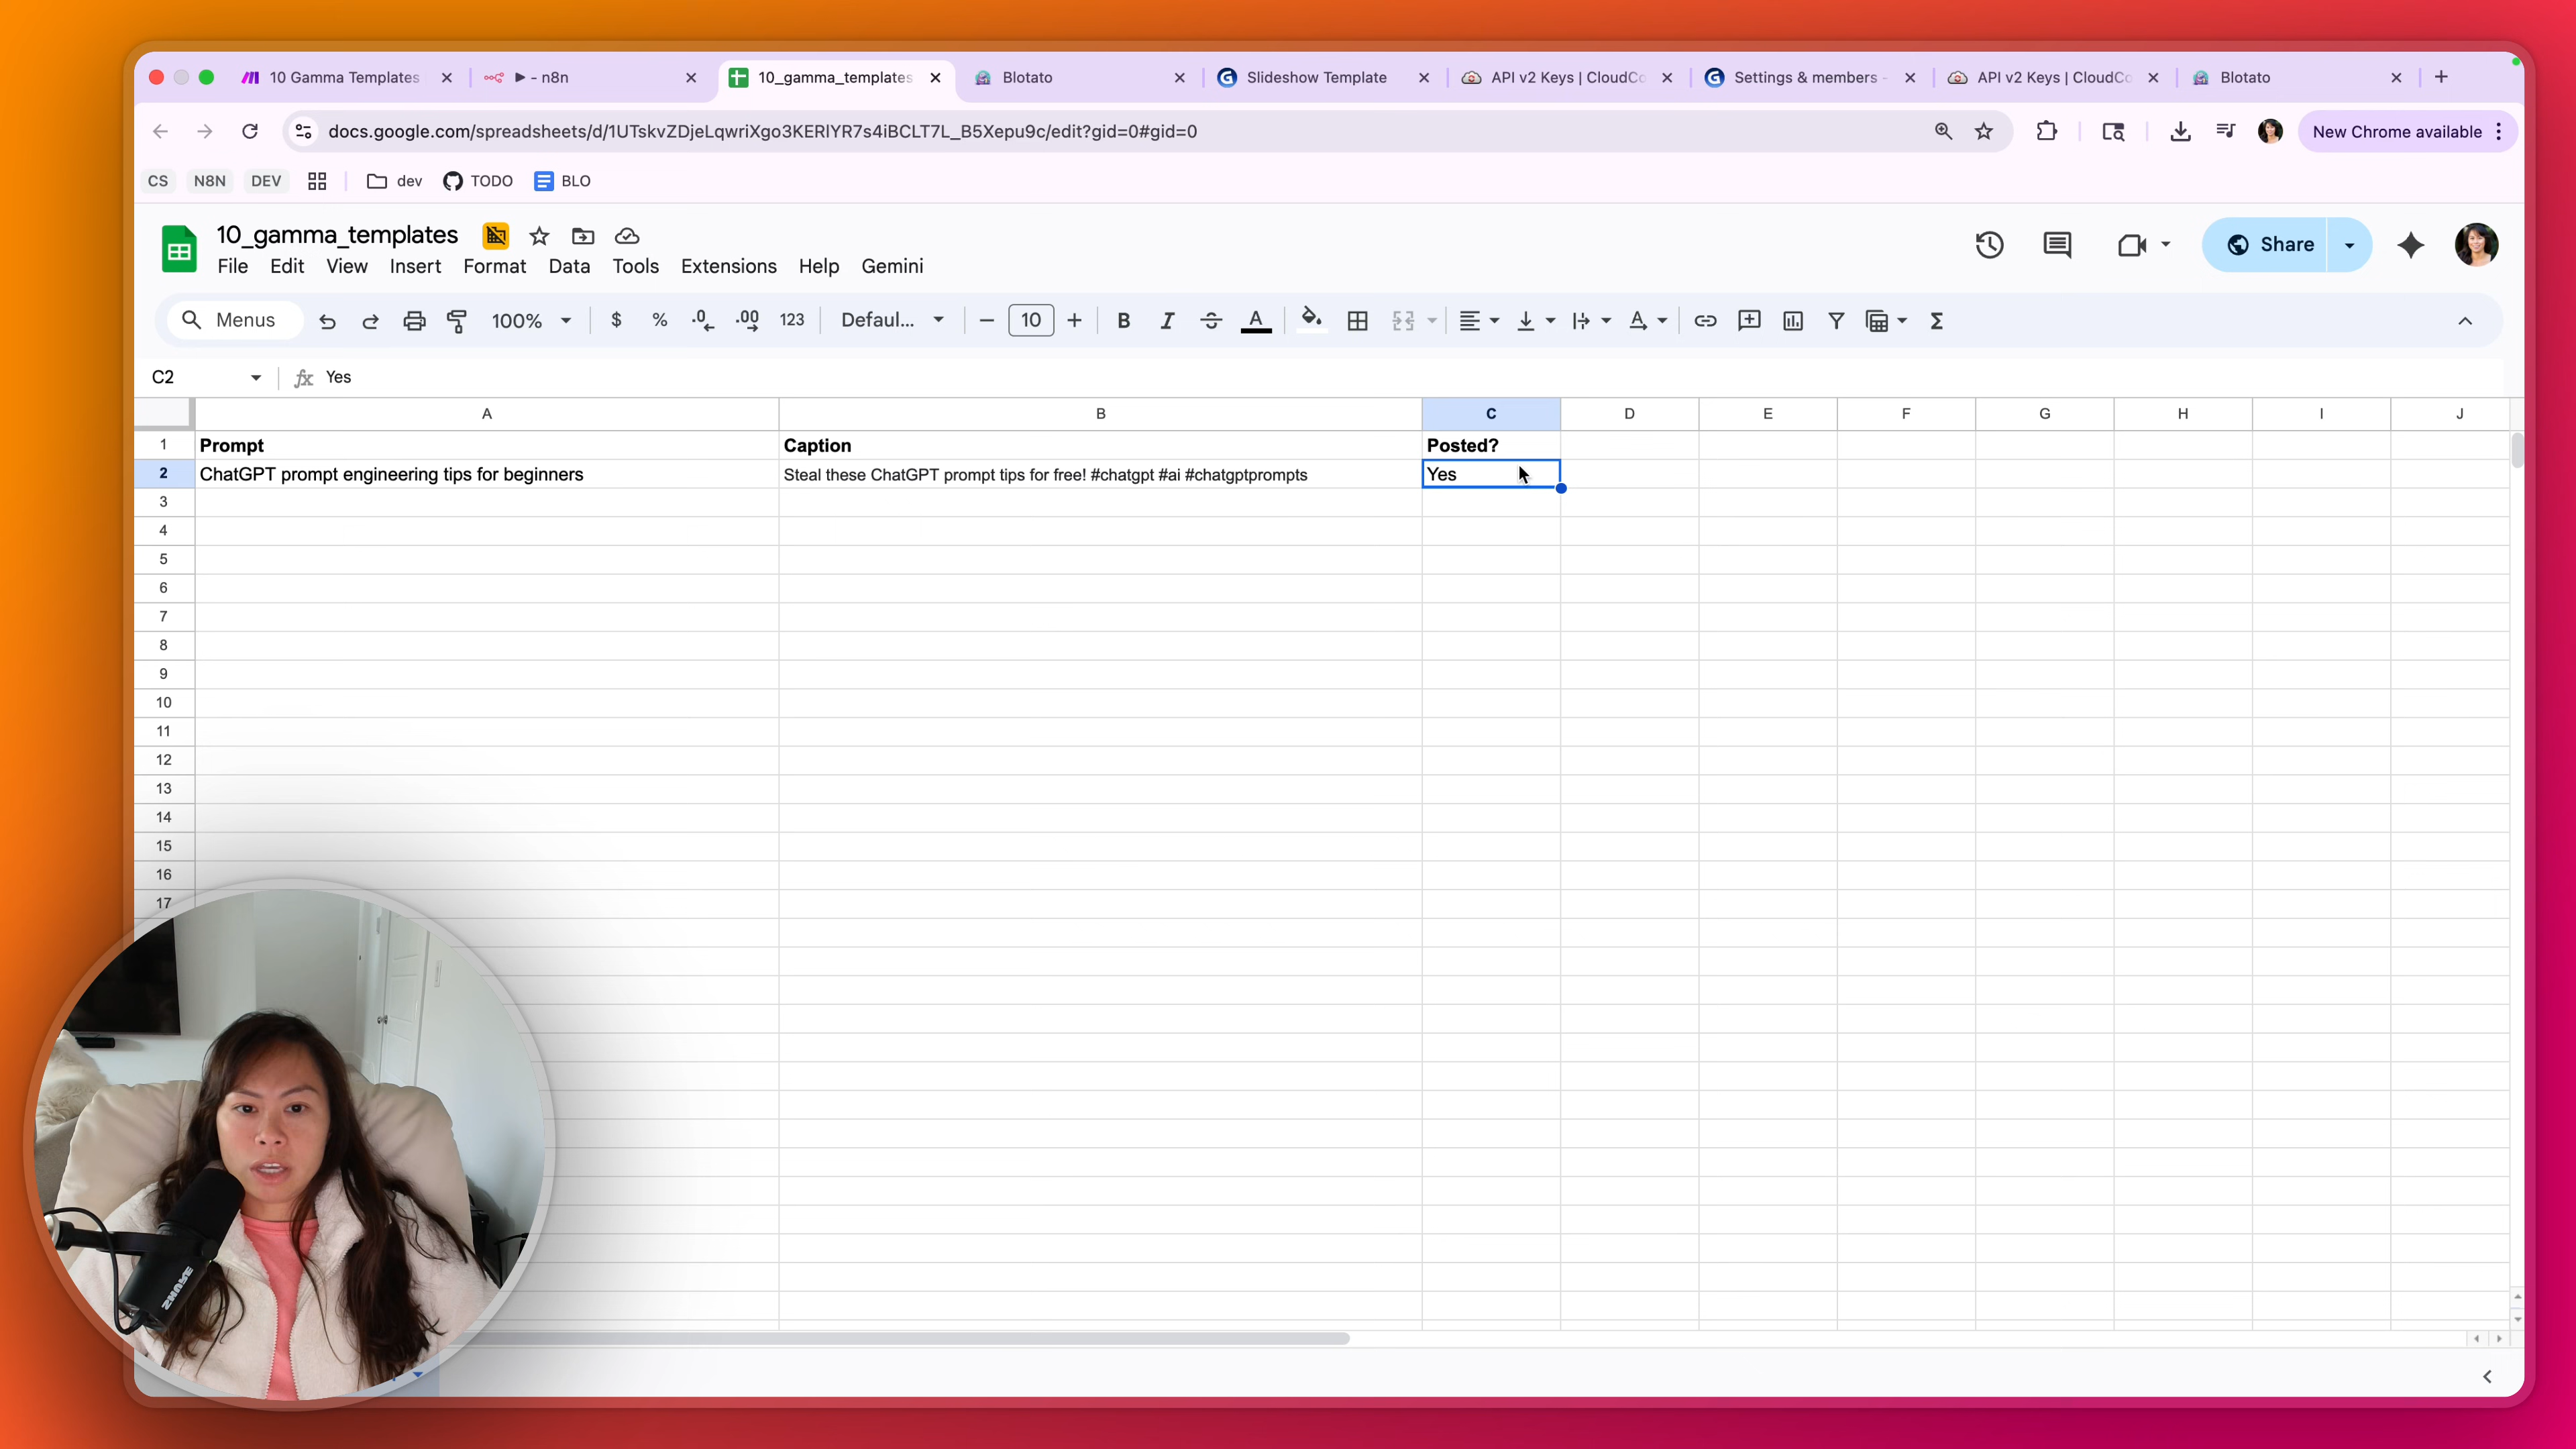 10 Gamma Templates
▶ - n8n
10_gamma_templates
Blotato
Slideshow Template
API v2 Keys | CloudCo
Settings & members -
API v2 Keys | CloudCo
Blotato
docs.google.com/spreadsheets/d/1UTskvZDjeLqwriXgo3KERlYR7s4iBCLT7L_B5Xepu9c/edit?gid=0#gid=0
New Chrome available
CS N8N DEV dev TODO BLO
10_gamma_templates
File Edit View Insert Format Data Tools Extensions Help Gemini
Share
Menus 100% $ % .0 .00 123 Defaul... 10 B I S A
C2 fx Yes
A B C D E F G H I J
1 Prompt Caption Posted?
2 ChatGPT prompt engineering tips for beginners Steal these ChatGPT prompt tips for free! #chatgpt #ai #chatgptprompts Yes
3
4
5
6
7
8
9
10
11
12
13
14
15
16
17
SHURE